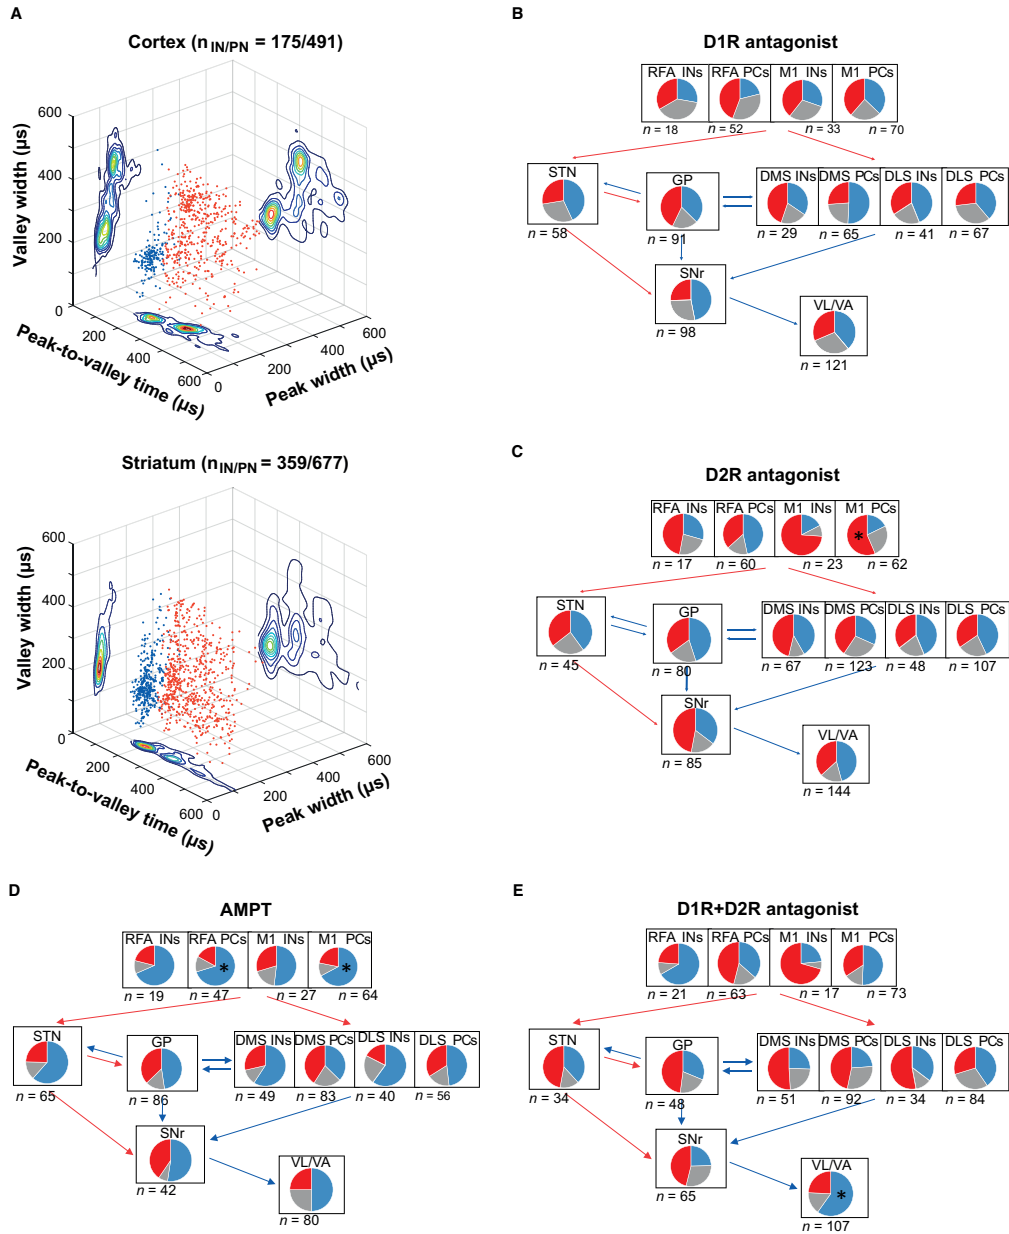 A
Cortex (n IN/PN = 175/491)
600
400
200
0
Valley width (µs)
200
400
600
Peak-to-valley time (µs)
0
200
400
600
Peak width (µs)
Striatum (n IN/PN = 359/677)
600
400
200
0
Valley width (µs)
200
400
600
Peak-to-valley time (µs)
0
200
400
600
Peak width (µs)
B
D1R antagonist
RFA INs RFA PCs M1 INs M1 PCs
n = 18 n = 52 n = 33 n = 70
STN GP DMS INs DMS PCs DLS INs DLS PCs
n = 58 n = 91 n = 29 n = 65 n = 41 n = 67
SNr
n = 98
VL/VA
n = 121
C
D2R antagonist
RFA INs RFA PCs M1 INs M1 PCs
*
n = 17 n = 60 n = 23 n = 62
STN GP DMS INs DMS PCs DLS INs DLS PCs
n = 45 n = 80 n = 67 n = 123 n = 48 n = 107
SNr
n = 85
VL/VA
n = 144
D
AMPT
RFA INs RFA PCs M1 INs M1 PCs
* *
n = 19 n = 47 n = 27 n = 64
STN GP DMS INs DMS PCs DLS INs DLS PCs
n = 65 n = 86 n = 49 n = 83 n = 40 n = 56
SNr
n = 42
VL/VA
n = 80
E
D1R+D2R antagonist
RFA INs RFA PCs M1 INs M1 PCs
n = 21 n = 63 n = 17 n = 73
STN GP DMS INs DMS PCs DLS INs DLS PCs
n = 34 n = 48 n = 51 n = 92 n = 34 n = 84
SNr
n = 65
VL/VA
*
n = 107